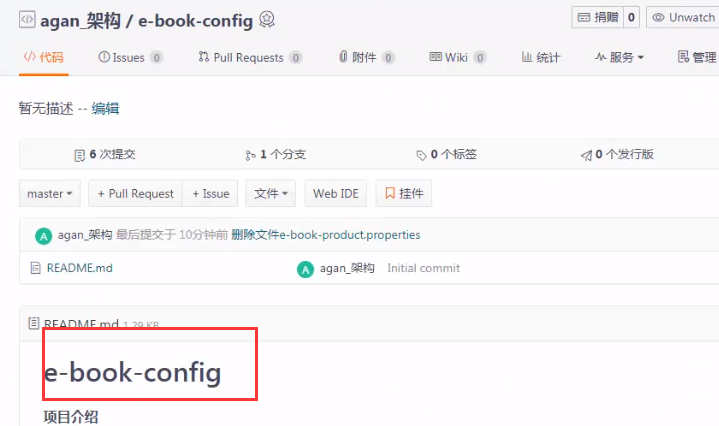 agan_架构 / e-book-config
捐赠 0
Unwatch
代码
Issues 0
Pull Requests 0
附件 0
Wiki 0
统计
服务
管理
暂无描述 -- 编辑
6 次提交
1 个分支
0 个标签
0 个发行版
master
+ Pull Request
+ Issue
文件
Web IDE
挂件
A agan_架构 最后提交于 10分钟前 删除文件e-book-product.properties
README.md
A agan_架构 Initial commit
README.md 1.29 KB
e-book-config
项目介绍